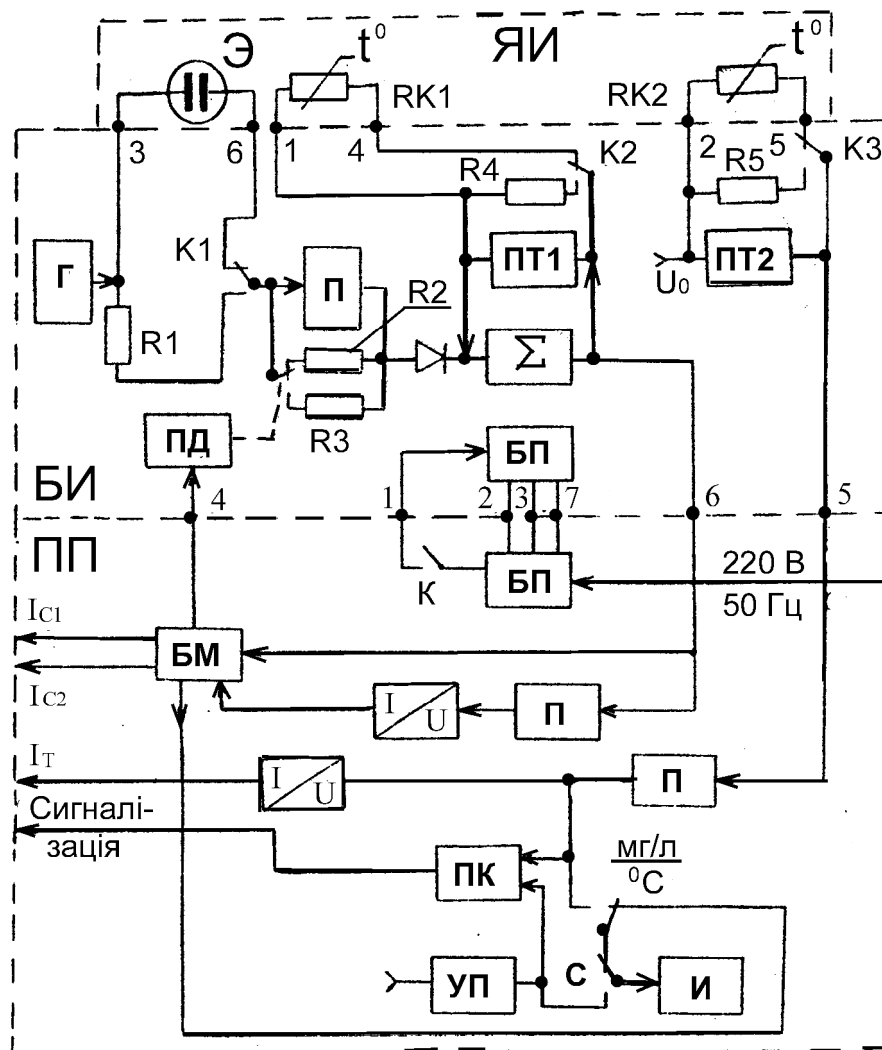 Э ЯИ
t⁰ t⁰
RK1 RK2
3 6 1 4 2 5
K2 K3
R4 R5
K1
Г П ПТ1 ПТ2
U₀
R2
R1
Σ
R3
ПД БП
БИ
4 1 2 3 7 6 5
ПП
220 В
К БП
50 Гц
I_C1
БМ
I_C2
I U П
I_T
I U П
Сигналі-
зація
мг/л
⁰С
ПК
С
УП И